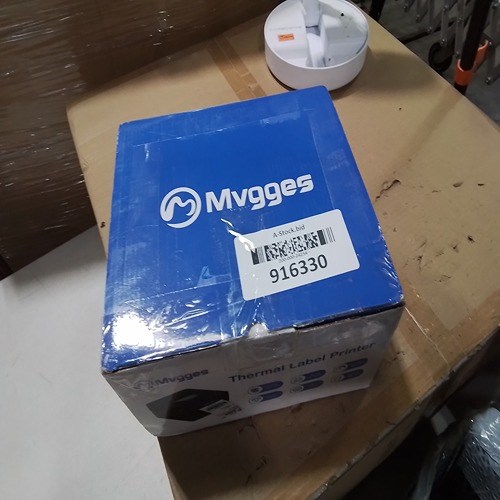 Mvgges
A-Stock.bid
916330
Mvgges
Thermal Label Printer